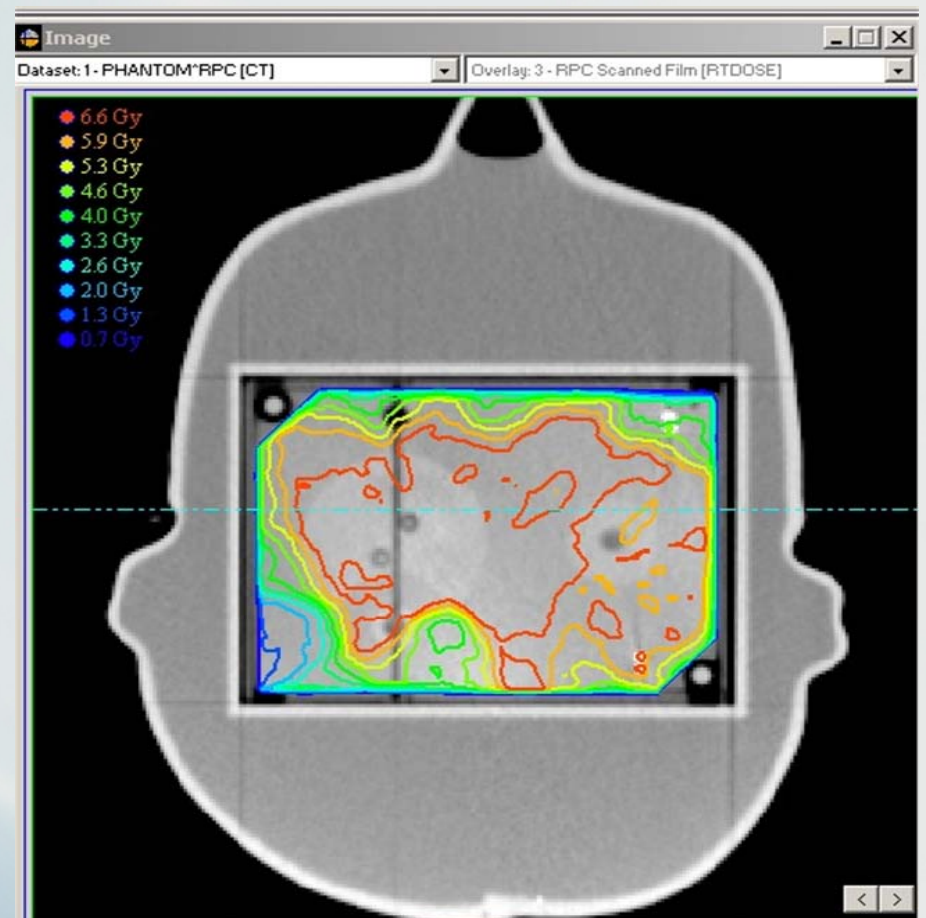 Image
Dataset: 1 - PHANTOM^RPC [CT]
Overlay: 3 - RPC Scanned Film [RTDOSE]
6.6 Gy
5.9 Gy
5.3 Gy
4.6 Gy
4.0 Gy
3.3 Gy
2.6 Gy
2.0 Gy
1.3 Gy
0.7 Gy